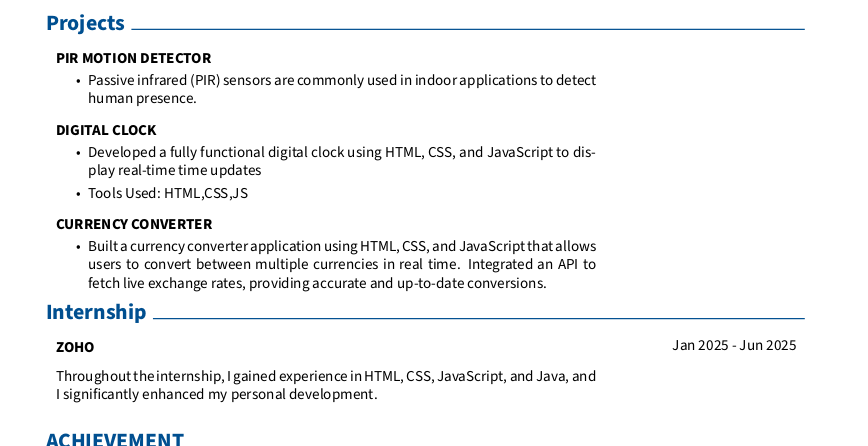 Projects
PIR MOTION DETECTOR
• Passive infrared (PIR) sensors are commonly used in indoor applications to detect
human presence.
DIGITAL CLOCK
• Developed a fully functional digital clock using HTML, CSS, and JavaScript to dis-
play real-time time updates
• Tools Used: HTML,CSS,JS
CURRENCY CONVERTER
• Built a currency converter application using HTML, CSS, and JavaScript that allows
users to convert between multiple currencies in real time. Integrated an API to
fetch live exchange rates, providing accurate and up-to-date conversions.
Internship
ZOHO
Jan 2025 - Jun 2025
Throughout the internship, I gained experience in HTML, CSS, JavaScript, and Java, and
I significantly enhanced my personal development.
ACHIEVEMENT